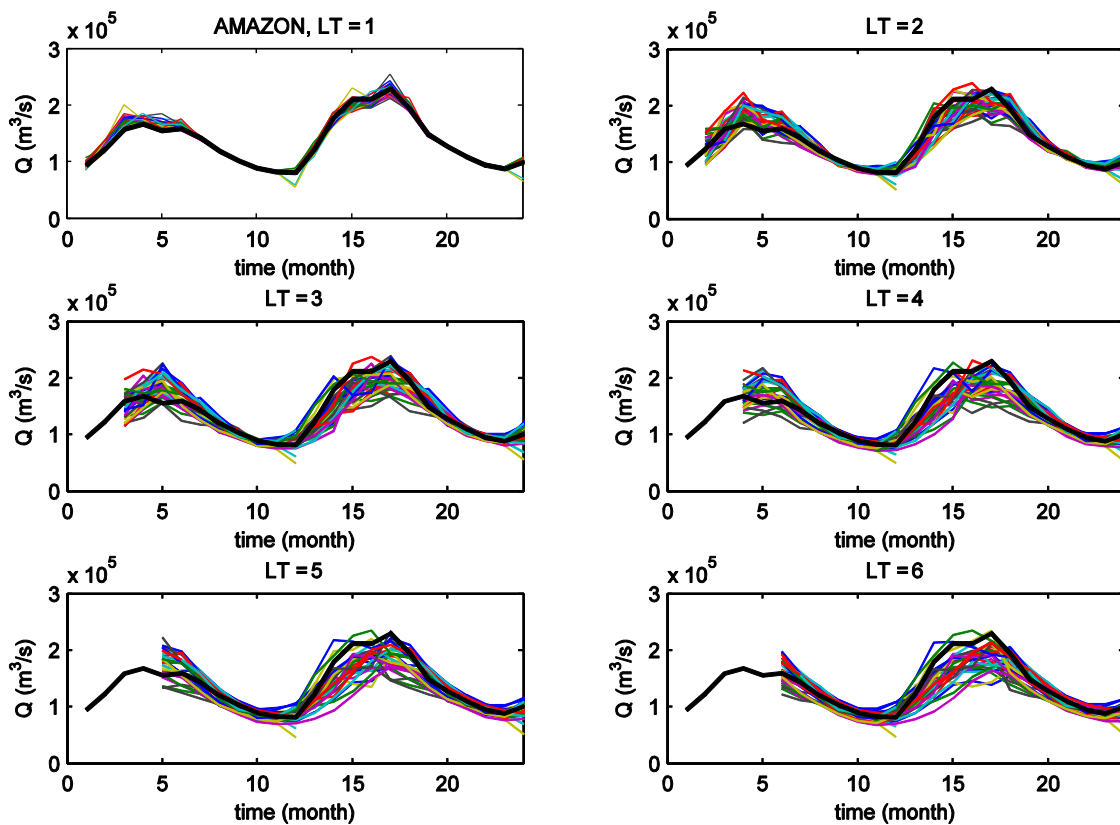 x 10^5
AMAZON, LT = 1
Q (m^3/s)
3
2
1
0
0 5 10 15 20
time (month)
x 10^5
LT = 2
Q (m^3/s)
3
2
1
0
0 5 10 15 20
time (month)
x 10^5
LT = 3
Q (m^3/s)
3
2
1
0
0 5 10 15 20
time (month)
x 10^5
LT = 4
Q (m^3/s)
3
2
1
0
0 5 10 15 20
time (month)
x 10^5
LT = 5
Q (m^3/s)
3
2
1
0
0 5 10 15 20
time (month)
x 10^5
LT = 6
Q (m^3/s)
3
2
1
0
0 5 10 15 20
time (month)